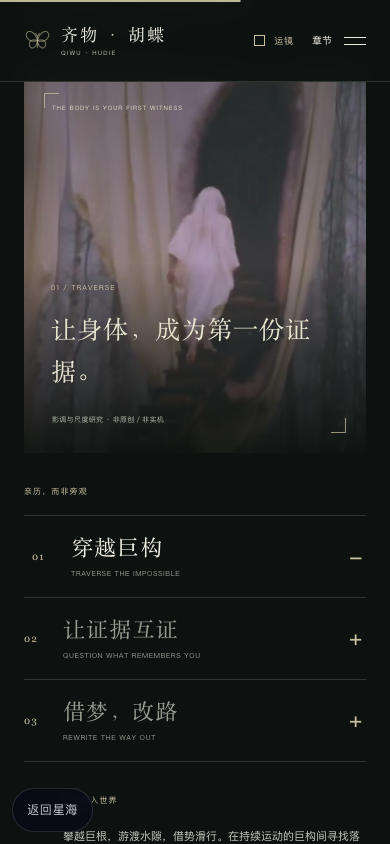 齐物 · 胡蝶
QIWU · HUDIE
运镜
章节
THE BODY IS YOUR FIRST WITNESS
01 / TRAVERSE
让身体，成为第一份证
据。
影调与尺度研究 · 非原创 / 非实机
亲历，而非旁观
01 穿越巨构
TRAVERSE THE IMPOSSIBLE
02 让证据互证
QUESTION WHAT REMEMBERS YOU
03 借梦，改路
REWRITE THE WAY OUT
人世界
返回星海
攀越巨根，游渡水隙，借势滑行。在持续运动的巨构间寻找落